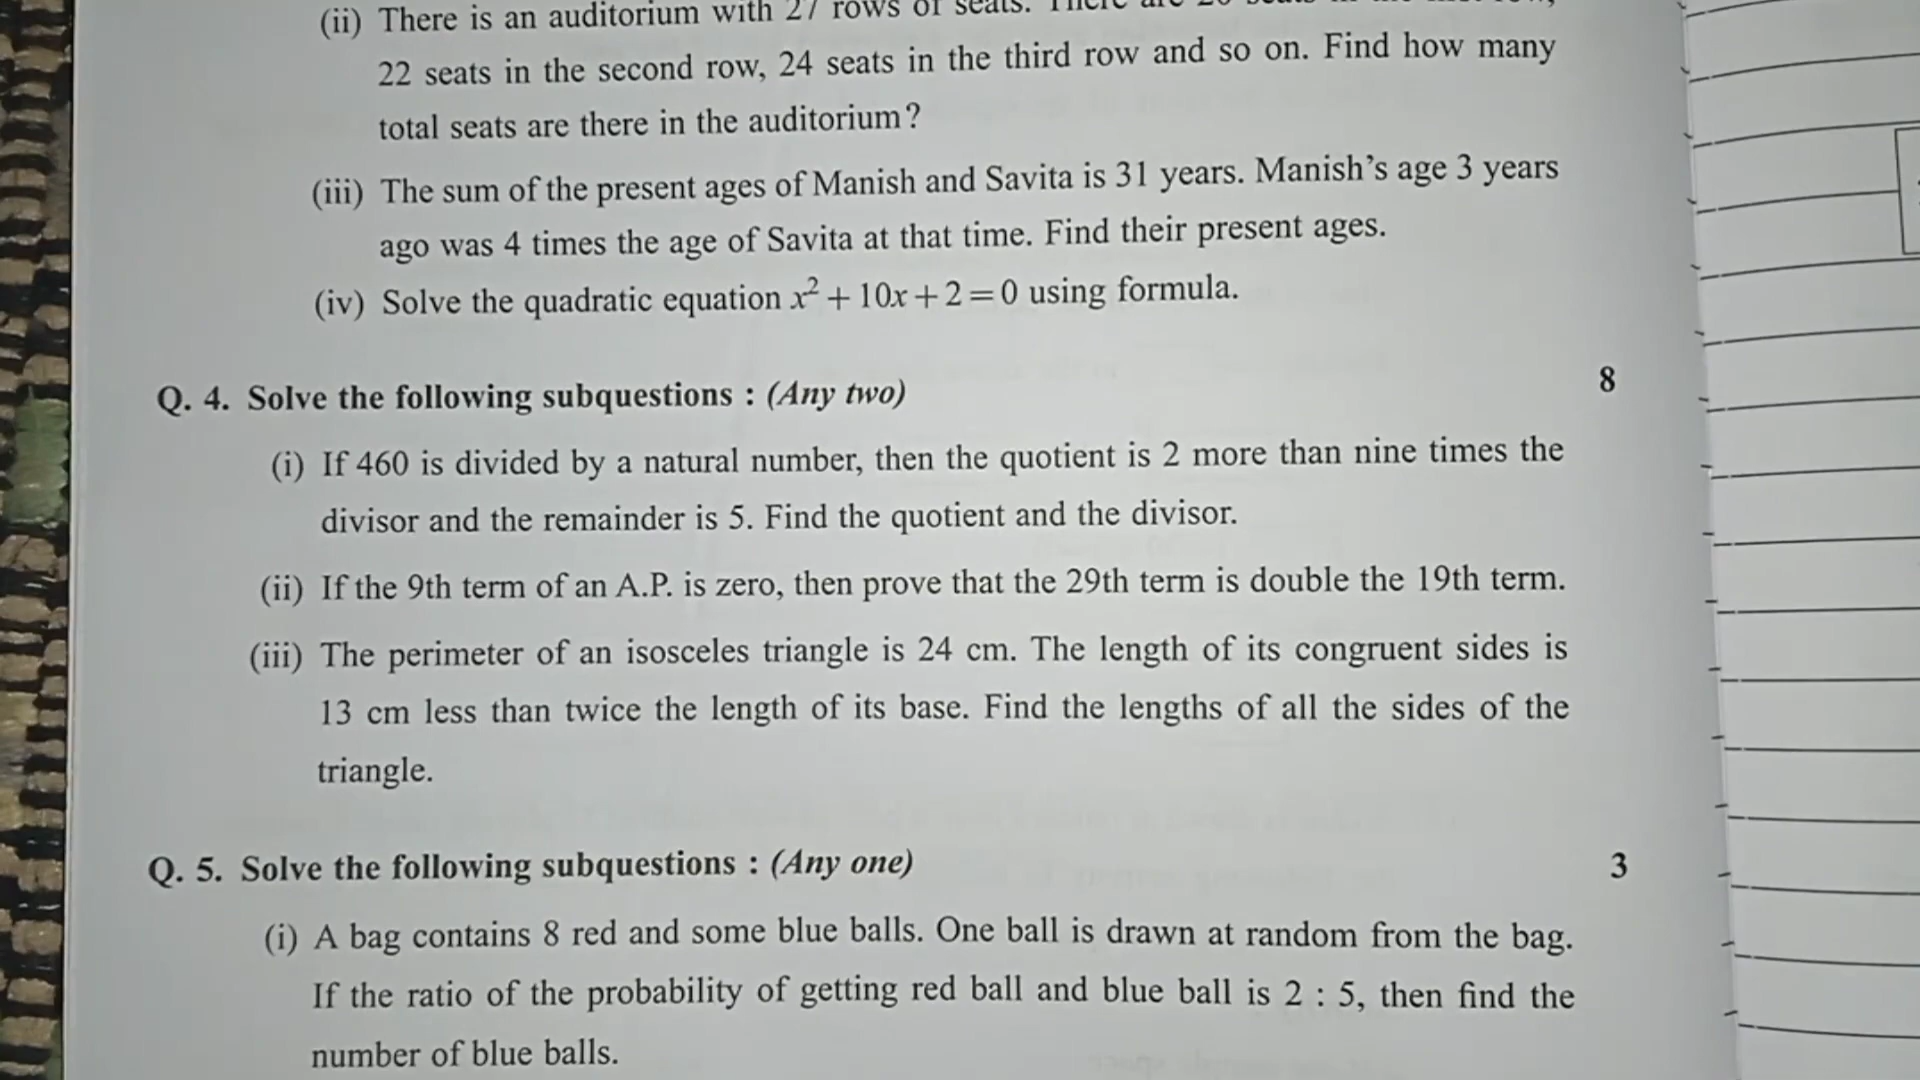 (ii) There is an auditorium with 27 rows of seats. There are
22 seats in the second row, 24 seats in the third row and so on. Find how many
total seats are there in the auditorium?
(iii) The sum of the present ages of Manish and Savita is 31 years. Manish’s age 3 years
ago was 4 times the age of Savita at that time. Find their present ages.
(iv) Solve the quadratic equation x² + 10x + 2 = 0 using formula.
Q. 4. Solve the following subquestions : (Any two) 8
(i) If 460 is divided by a natural number, then the quotient is 2 more than nine times the
divisor and the remainder is 5. Find the quotient and the divisor.
(ii) If the 9th term of an A.P. is zero, then prove that the 29th term is double the 19th term.
(iii) The perimeter of an isosceles triangle is 24 cm. The length of its congruent sides is
13 cm less than twice the length of its base. Find the lengths of all the sides of the
triangle.
Q. 5. Solve the following subquestions : (Any one) 3
(i) A bag contains 8 red and some blue balls. One ball is drawn at random from the bag.
If the ratio of the probability of getting red ball and blue ball is 2 : 5, then find the
number of blue balls.